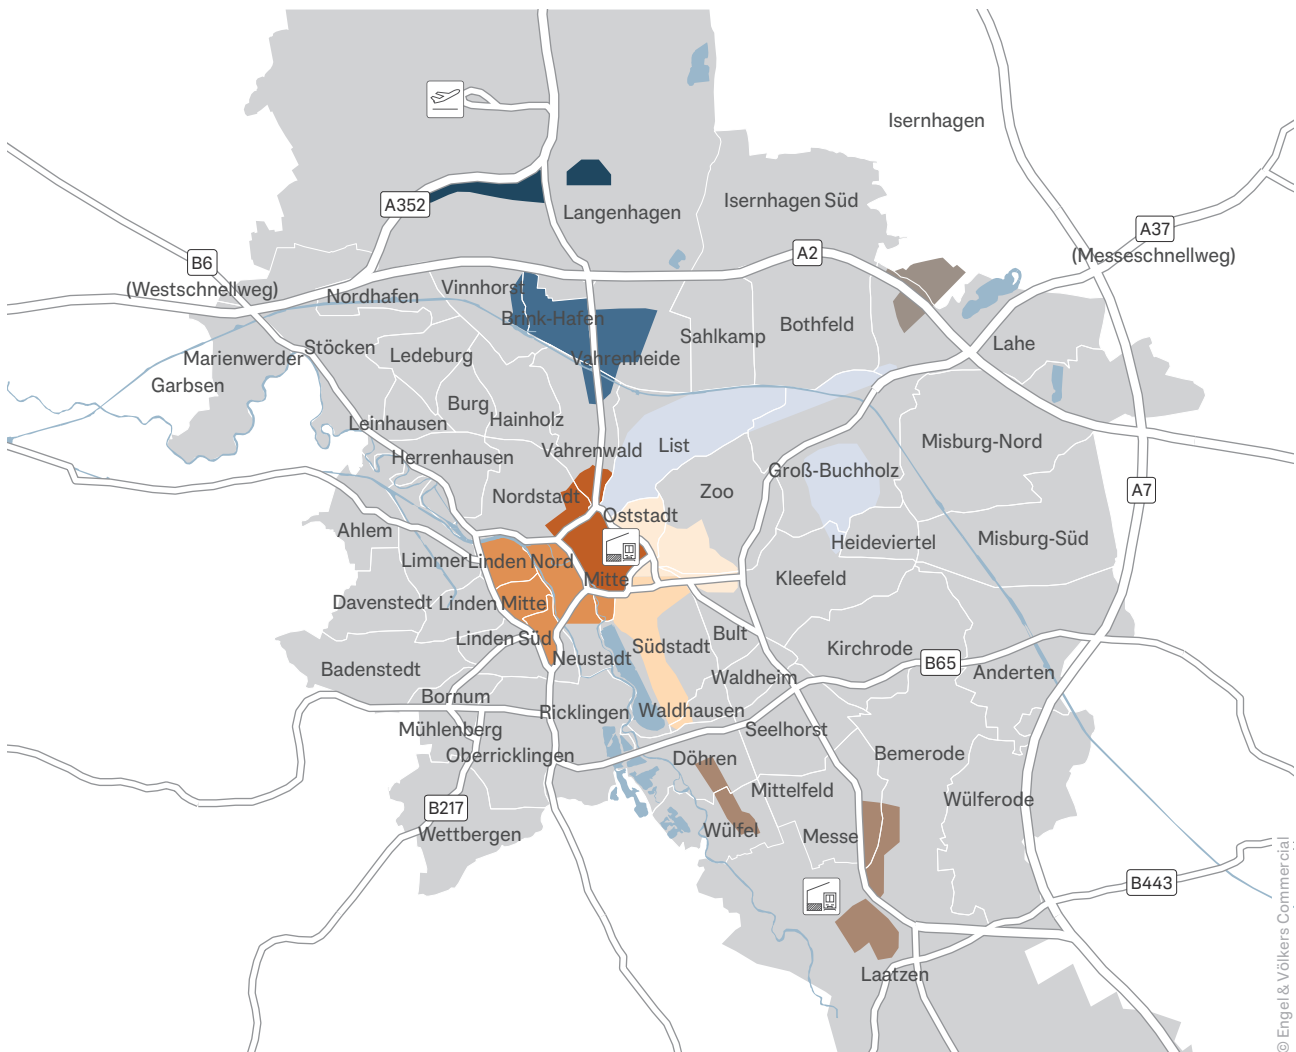 Isernhagen
Isernhagen Süd
A352
Langenhagen
A37
(Messeschnellweg)
A2
B6
(Westschnellweg)
Nordhafen
Vinnhorst
Brink-Hafen
Bothfeld
Sahlkamp
Lahe
Stöcken
Marienwerder
Ledeburg
Vahrenheide
Garbsen
Burg
Hainholz
Leinhausen
List
Misburg-Nord
Vahrenwald
Herrenhausen
Groß-Buchholz
Zoo
A7
Nordstadt
Oststadt
Ahlem
Heideviertel
Misburg-Süd
Limmer
Linden Nord
Mitte
Kleefeld
Davenstedt
Linden Mitte
Linden Süd
Bult
Südstadt
Neustadt
Kirchrode
B65
Anderten
Badenstedt
Waldheim
Bornum
Ricklingen
Waldhausen
Mühlenberg
Seelhorst
Oberricklingen
Döhren
Bemerode
Mittelfeld
Wülferode
B217
Wettbergen
Wülfel
Messe
B443
Laatzen
© Engel & Völkers Commercial